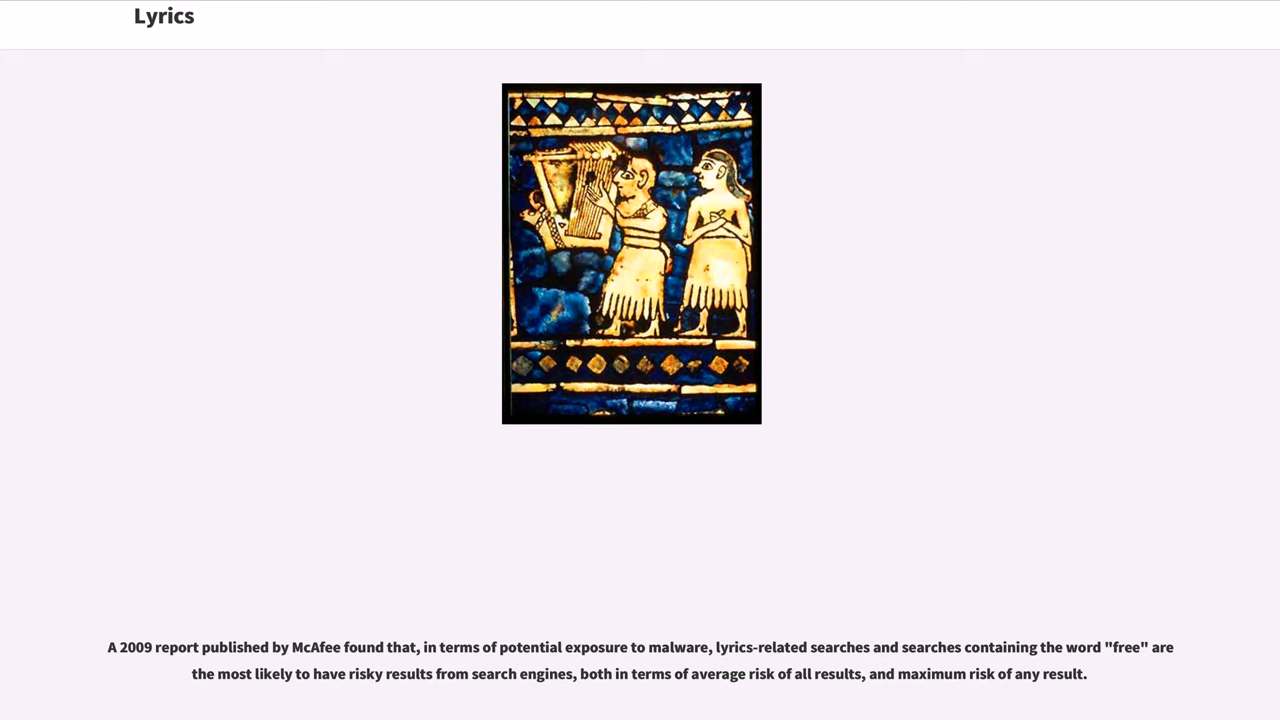 Lyrics
A 2009 report published by McAfee found that, in terms of potential exposure to malware, lyrics-related searches and searches containing the word "free" are
the most likely to have risky results from search engines, both in terms of average risk of all results, and maximum risk of any result.